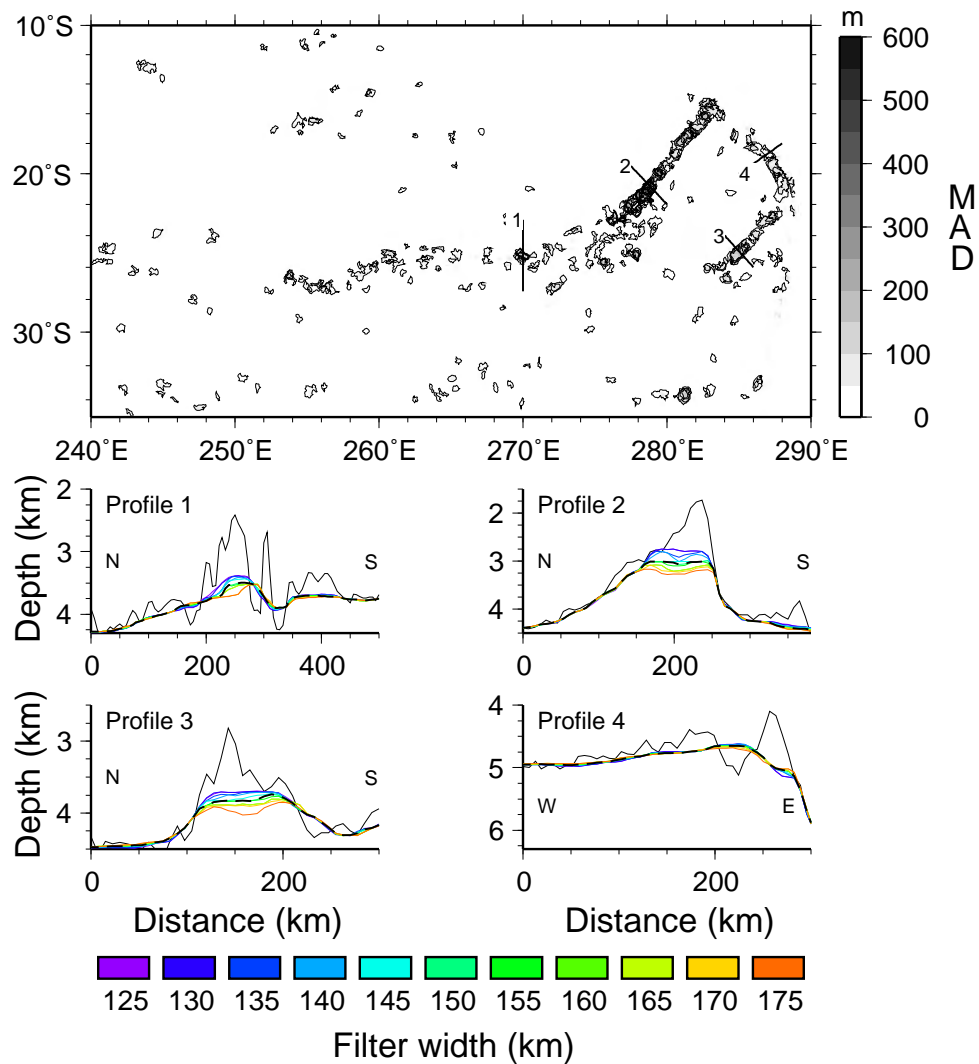 10˚S
20˚S
30˚S
240˚E 250˚E 260˚E 270˚E 280˚E 290˚E
1
2
3
4
m
600
500
400
300
200
100
0
M
A
D
Profile 1
N S
2
3
4
Depth (km)
0 200 400
Profile 2
N S
2
3
4
0 200
Profile 3
N S
3
4
Depth (km)
0 200
Distance (km)
Profile 4
W E
4
5
6
0 200
Distance (km)
125 130 135 140 145 150 155 160 165 170 175
Filter width (km)